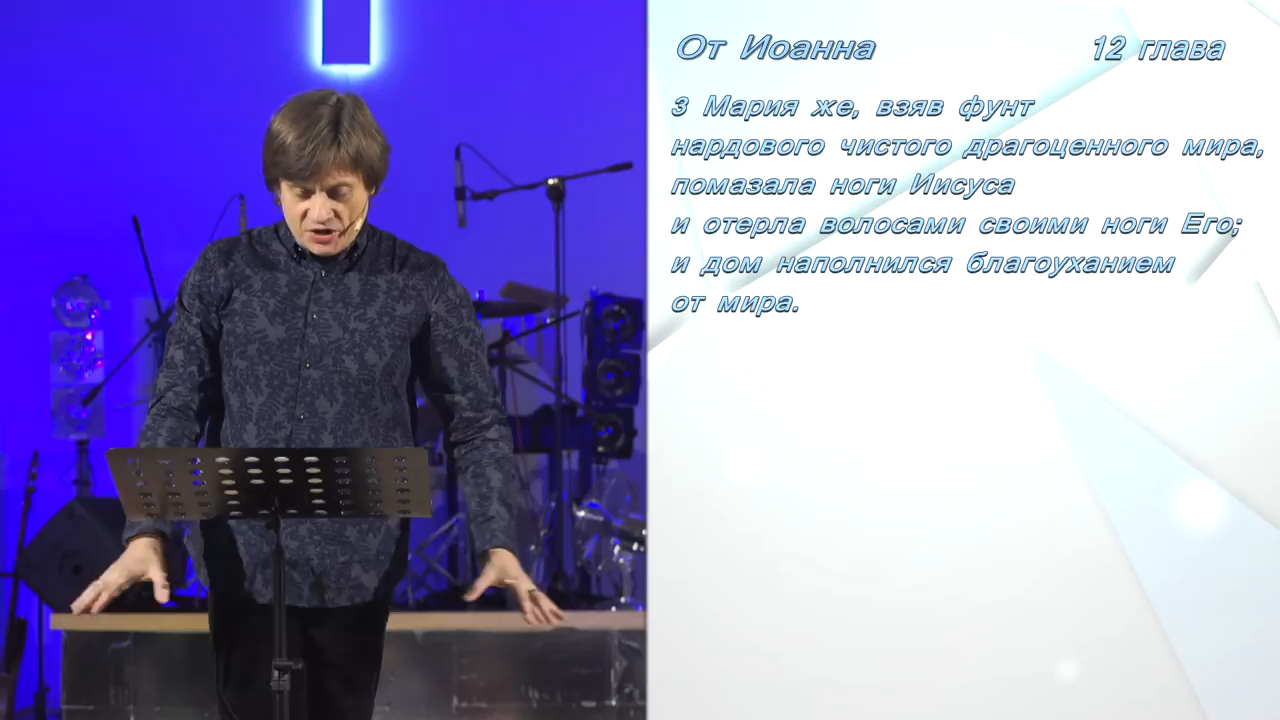 От Иоанна 12 глава
3 Мария же, взяв фунт
нардового чистого драгоценного мира,
помазала ноги Иисуса
и отерла волосами своими ноги Его;
и дом наполнился благоуханием
от мира.